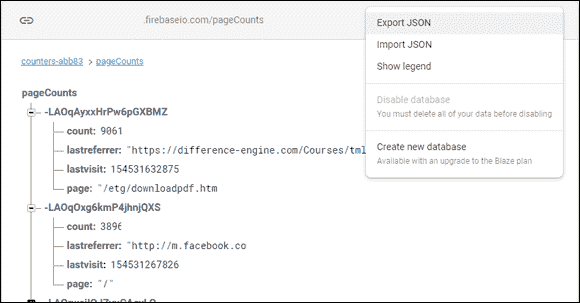 .firebaseio.com/pageCounts
Export JSON
Import JSON
Show legend
Disable database
You must delete all of your data before disabling
Create new database
Available with an upgrade to the Blaze plan
counters-abb83 > pageCounts
pageCounts
-LAOqAyxxHrPw6pGXBMZ
count: 9061
lastreferrer: "https://difference-engine.com/Courses/tml
lastvisit: 154531632875
page: "/etg/downloadpdf.htm
-LAOqOxg6kmP4jhnjQXS
count: 3896
lastreferrer: "http://m.facebook.co
lastvisit: 154531267826
page: "/"